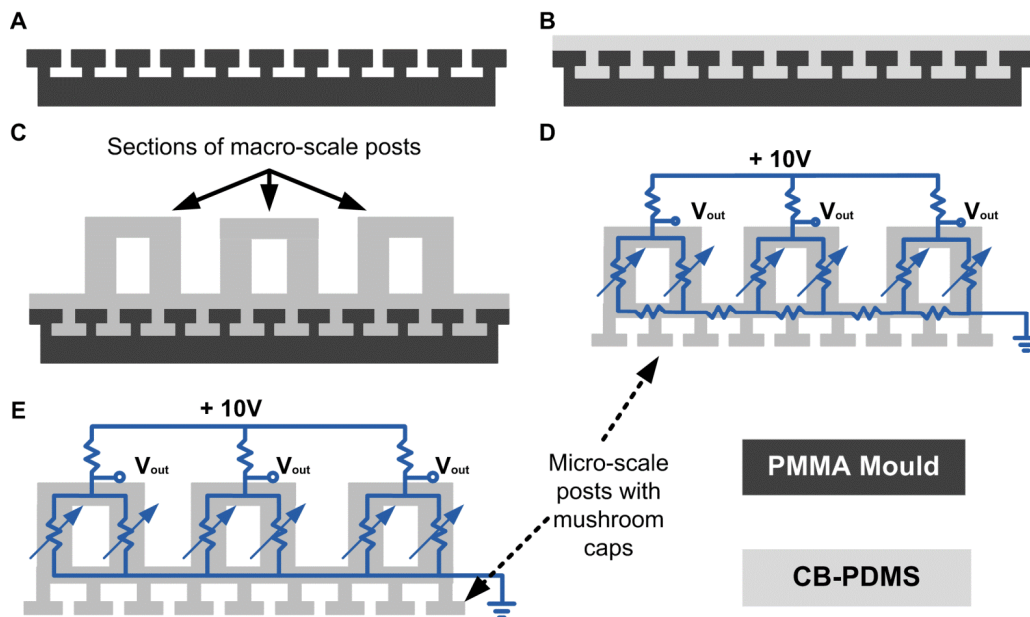 A
B
C
Sections of macro-scale posts
D
+ 10V
Vout
Vout
Vout
E
+ 10V
Vout
Vout
Vout
Micro-scale
posts with
mushroom
caps
PMMA Mould
CB-PDMS